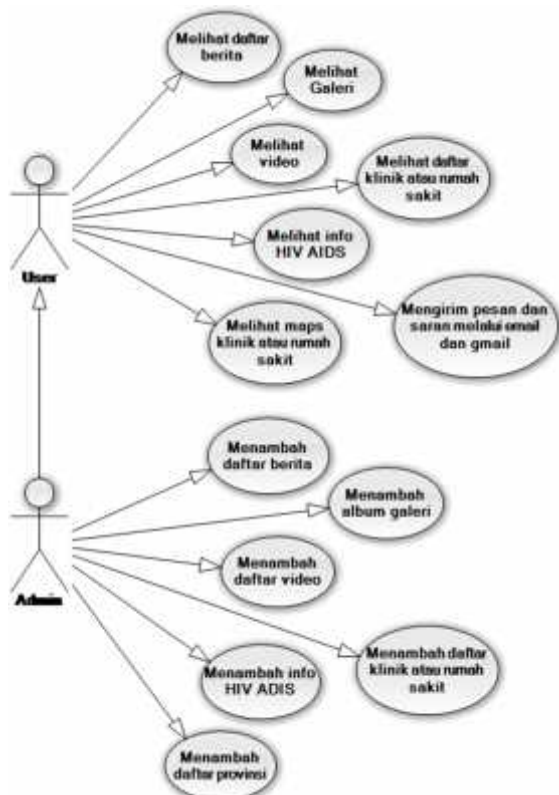 Melihat daftar
berita
Melihat
Galeri
Melihat
video
Melihat daftar
klinik atau rumah
sakit
Melihat info
HIV AIDS
User
Mengirim pesan dan
saran melalui email
dan gmail
Melihat maps
klinik atau rumah
sakit
Menambah
daftar berita
Menambah
album galeri
Menambah
daftar video
Admin
Menambah daftar
klinik atau rumah
sakit
Menambah info
HIV ADIS
Menambah
daftar provinsi